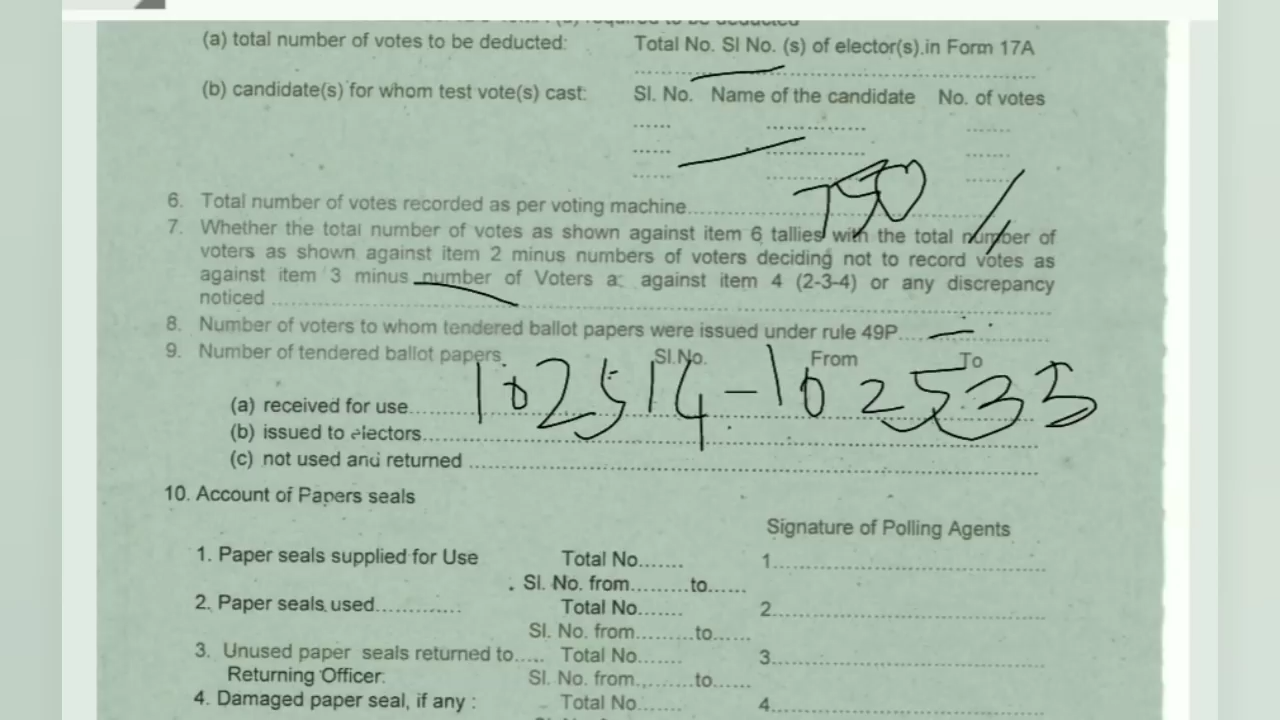 (a) total number of votes to be deducted: Total No. SI No. (s) of elector(s).in Form 17A
(b) candidate(s) for whom test vote(s) cast: SI. No. Name of the candidate No. of votes
6. Total number of votes recorded as per voting machine.......... 790 /
7. Whether the total number of votes as shown against item 6 tallies with the total number of
voters as shown against item 2 minus numbers of voters deciding not to record votes as
against item 3 minus number of Voters a: against item 4 (2-3-4) or any discrepancy
noticed ..........
8. Number of voters to whom tendered ballot papers were issued under rule 49P.... —
9. Number of tendered ballot papers. SI.No. From To
(a) received for use.......... 102514-102533
(b) issued to electors..........
(c) not used and returned ..........
10. Account of Papers seals
Signature of Polling Agents
1. Paper seals supplied for Use Total No....... 1..........
SI. No. from.........to......
2. Paper seals used............. Total No....... 2..........
SI. No. from.........to......
3. Unused paper seals returned to..... Total No....... 3..........
Returning Officer. SI. No. from.........to......
4. Damaged paper seal, if any : Total No....... 4..........